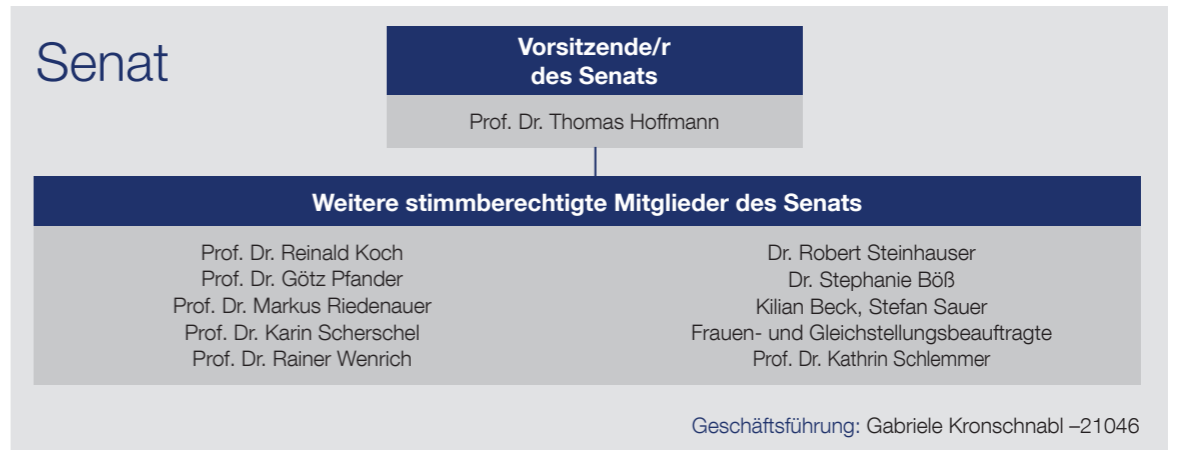 Senat
Vorsitzende/r
des Senats
Prof. Dr. Thomas Hoffmann
Weitere stimmberechtigte Mitglieder des Senats
Prof. Dr. Reinald Koch
Prof. Dr. Götz Pfander
Prof. Dr. Markus Riedenauer
Prof. Dr. Karin Scherschel
Prof. Dr. Rainer Wenrich
Dr. Robert Steinhauser
Dr. Stephanie Böß
Kilian Beck, Stefan Sauer
Frauen- und Gleichstellungsbeauftragte
Prof. Dr. Kathrin Schlemmer
Geschäftsführung: Gabriele Kronschnabl –21046